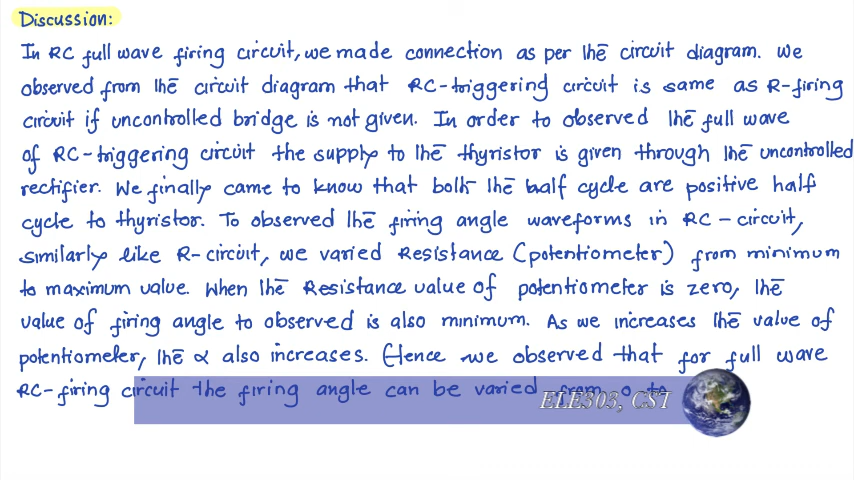 Discussion:
In RC full wave firing circuit, we made connection as per the circuit diagram. We
observed from the circuit diagram that RC-triggering circuit is same as R-firing
circuit if uncontrolled bridge is not given. In order to observed the full wave
of RC-triggering circuit the supply to the thyristor is given through the uncontrolled
rectifier. We finally came to know that both the half cycle are positive half
cycle to thyristor. To observed the firing angle waveforms in RC-circuit,
similarly like R-circuit, we varied Resistance (potentiometer) from minimum
to maximum value. When the Resistance value of potentiometer is zero, the
value of firing angle to observed is also minimum. As we increases the value of
potentiometer, the α also increases. Hence we observed that for full wave
RC-firing circuit the firing angle can be varied from 0 to
ELE303, CST